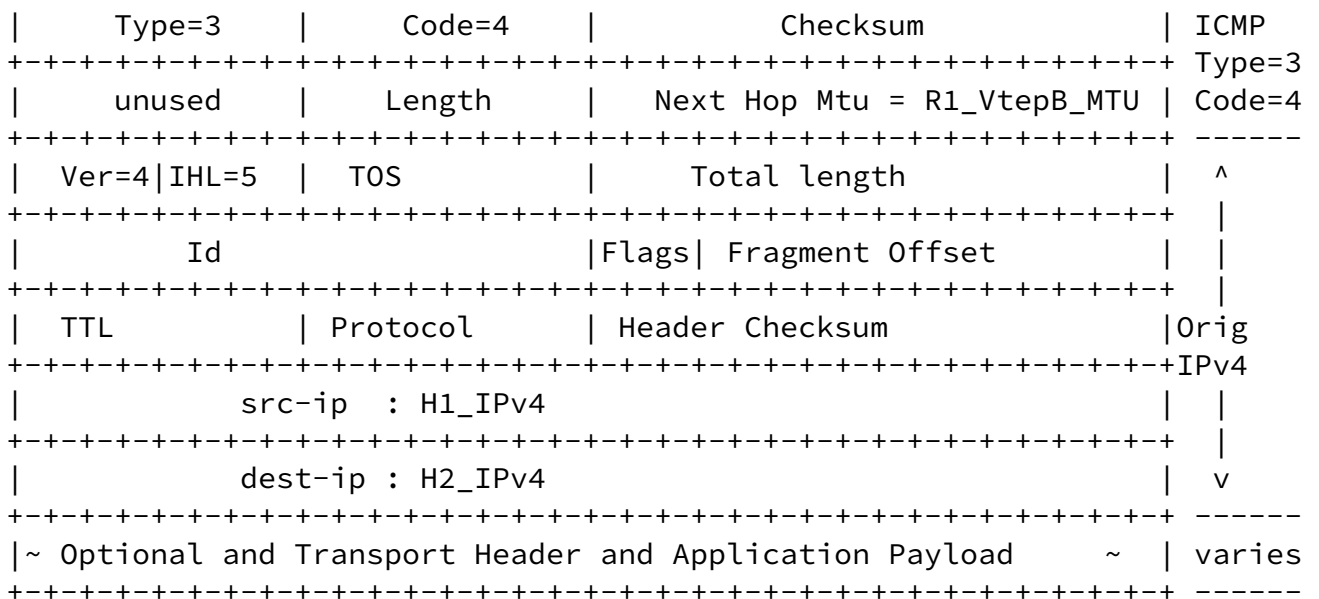 |     Type=3    |     Code=4    |          Checksum             | ICMP
+-+-+-+-+-+-+-+-+-+-+-+-+-+-+-+-+-+-+-+-+-+-+-+-+-+-+-+-+-+-+-+-+ Type=3
|     unused    |    Length     |   Next Hop Mtu = R1_VtepB_MTU | Code=4
+-+-+-+-+-+-+-+-+-+-+-+-+-+-+-+-+-+-+-+-+-+-+-+-+-+-+-+-+-+-+-+-+ ------
|  Ver=4|IHL=5  |  TOS          |     Total length              |  ^
+-+-+-+-+-+-+-+-+-+-+-+-+-+-+-+-+-+-+-+-+-+-+-+-+-+-+-+-+-+-+-+-+  |
|         Id                    |Flags| Fragment Offset         |  |
+-+-+-+-+-+-+-+-+-+-+-+-+-+-+-+-+-+-+-+-+-+-+-+-+-+-+-+-+-+-+-+-+  |
|  TTL          | Protocol      | Header Checksum               |Orig
+-+-+-+-+-+-+-+-+-+-+-+-+-+-+-+-+-+-+-+-+-+-+-+-+-+-+-+-+-+-+-+-+IPv4
|            src-ip  : H1_IPv4                                  |  |
+-+-+-+-+-+-+-+-+-+-+-+-+-+-+-+-+-+-+-+-+-+-+-+-+-+-+-+-+-+-+-+-+  |
|            dest-ip : H2_IPv4                                  |  v
+-+-+-+-+-+-+-+-+-+-+-+-+-+-+-+-+-+-+-+-+-+-+-+-+-+-+-+-+-+-+-+-+ ------
|~ Optional and Transport Header and Application Payload     ~  | varies
+-+-+-+-+-+-+-+-+-+-+-+-+-+-+-+-+-+-+-+-+-+-+-+-+-+-+-+-+-+-+-+-+ ------